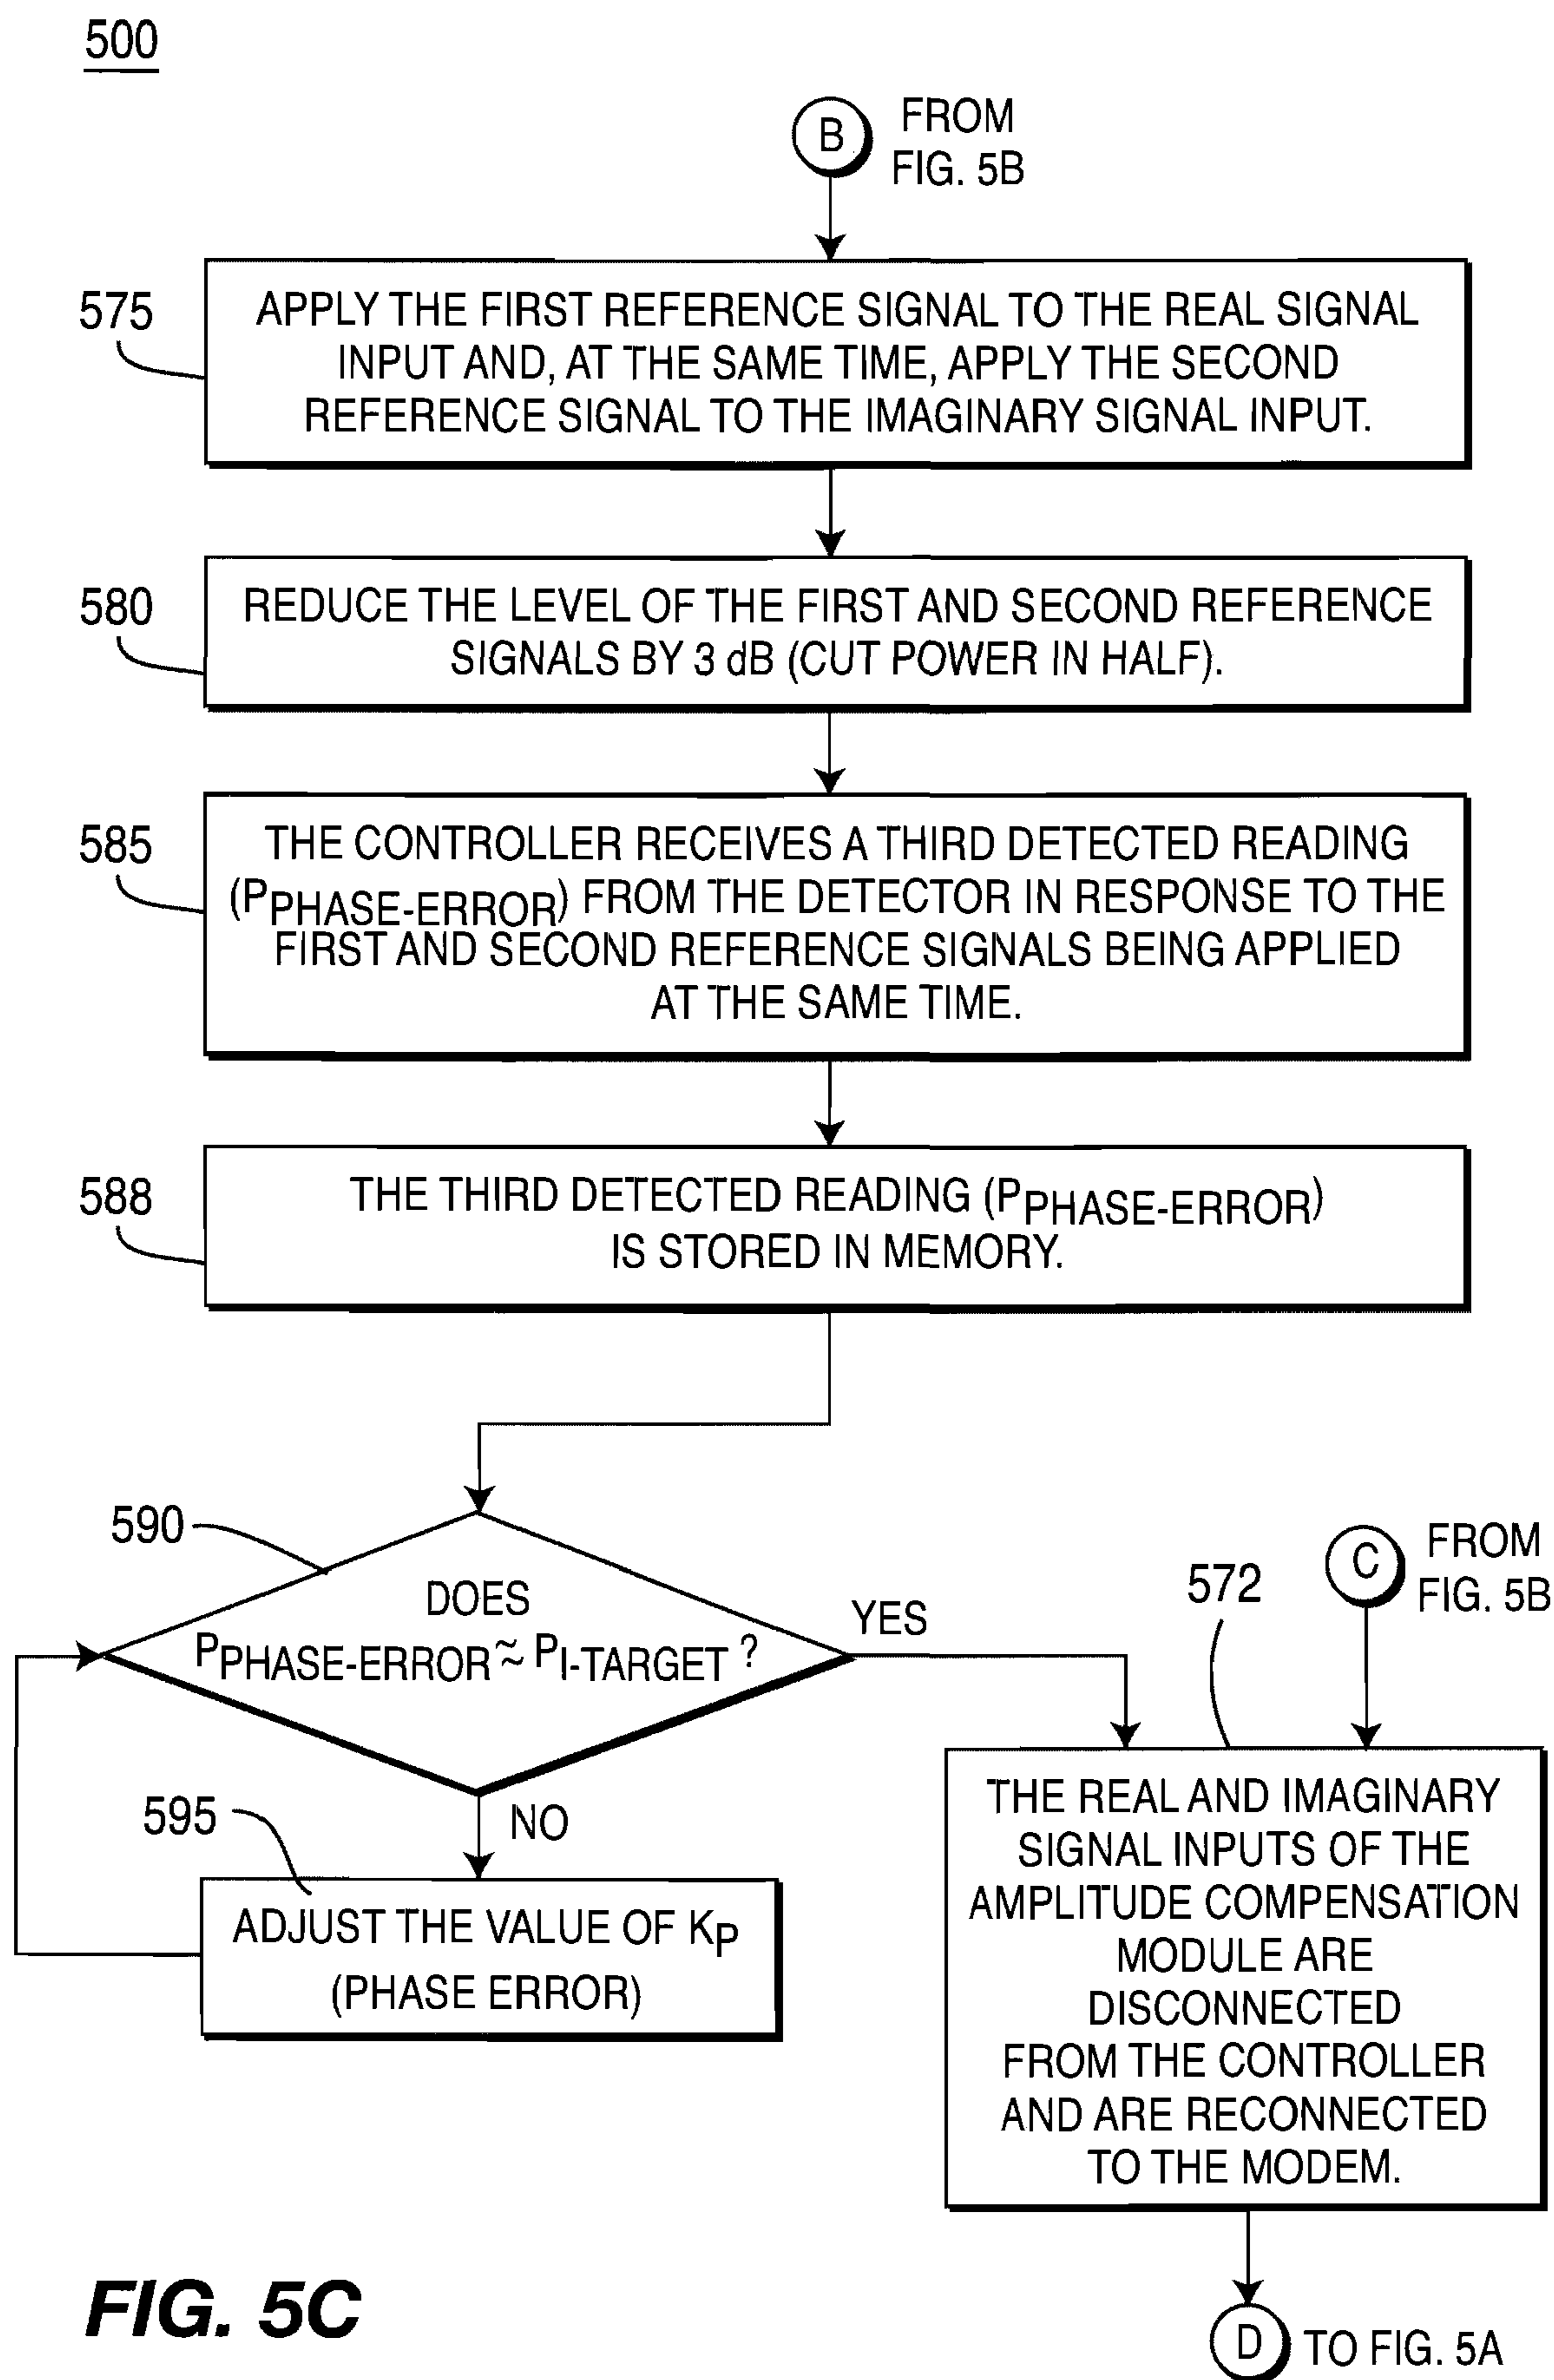 500
B
FROM
FIG. 5B
575
APPLY THE FIRST REFERENCE SIGNAL TO THE REAL SIGNAL
INPUT AND, AT THE SAME TIME, APPLY THE SECOND
REFERENCE SIGNAL TO THE IMAGINARY SIGNAL INPUT.
580
REDUCE THE LEVEL OF THE FIRST AND SECOND REFERENCE
SIGNALS BY 3 dB (CUT POWER IN HALF).
585
THE CONTROLLER RECEIVES A THIRD DETECTED READING
(PPHASE-ERROR) FROM THE DETECTOR IN RESPONSE TO THE
FIRST AND SECOND REFERENCE SIGNALS BEING APPLIED
AT THE SAME TIME.
588
THE THIRD DETECTED READING (PPHASE-ERROR)
IS STORED IN MEMORY.
590
DOES
PPHASE-ERROR ≈ PI-TARGET ?
YES
NO
595
ADJUST THE VALUE OF KP
(PHASE ERROR)
572
C
FROM
FIG. 5B
THE REAL AND IMAGINARY
SIGNAL INPUTS OF THE
AMPLITUDE COMPENSATION
MODULE ARE
DISCONNECTED
FROM THE CONTROLLER
AND ARE RECONNECTED
TO THE MODEM.
D
TO FIG. 5A
FIG. 5C